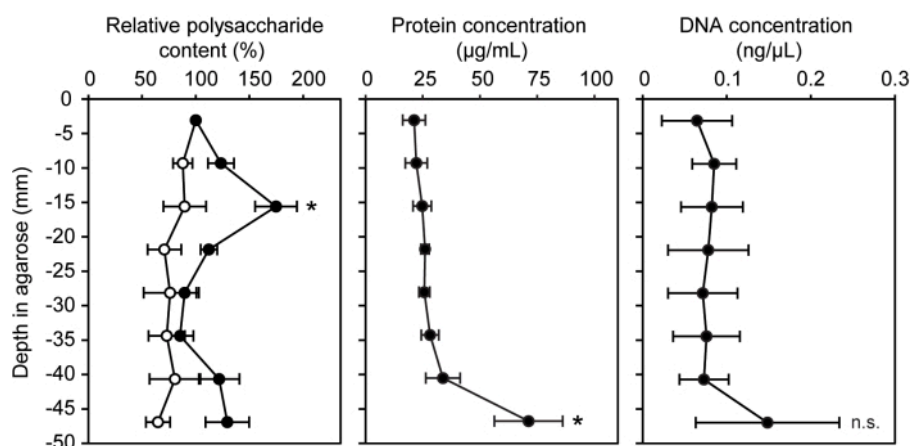 Relative polysaccharide
content (%)
0 50 100 150 200
Protein concentration
(µg/mL)
0 25 50 75 100
DNA concentration
(ng/µL)
0 0.1 0.2 0.3
Depth in agarose (mm)
0
-5
-10
-15
-20
-25
-30
-35
-40
-45
-50
*
*
n.s.